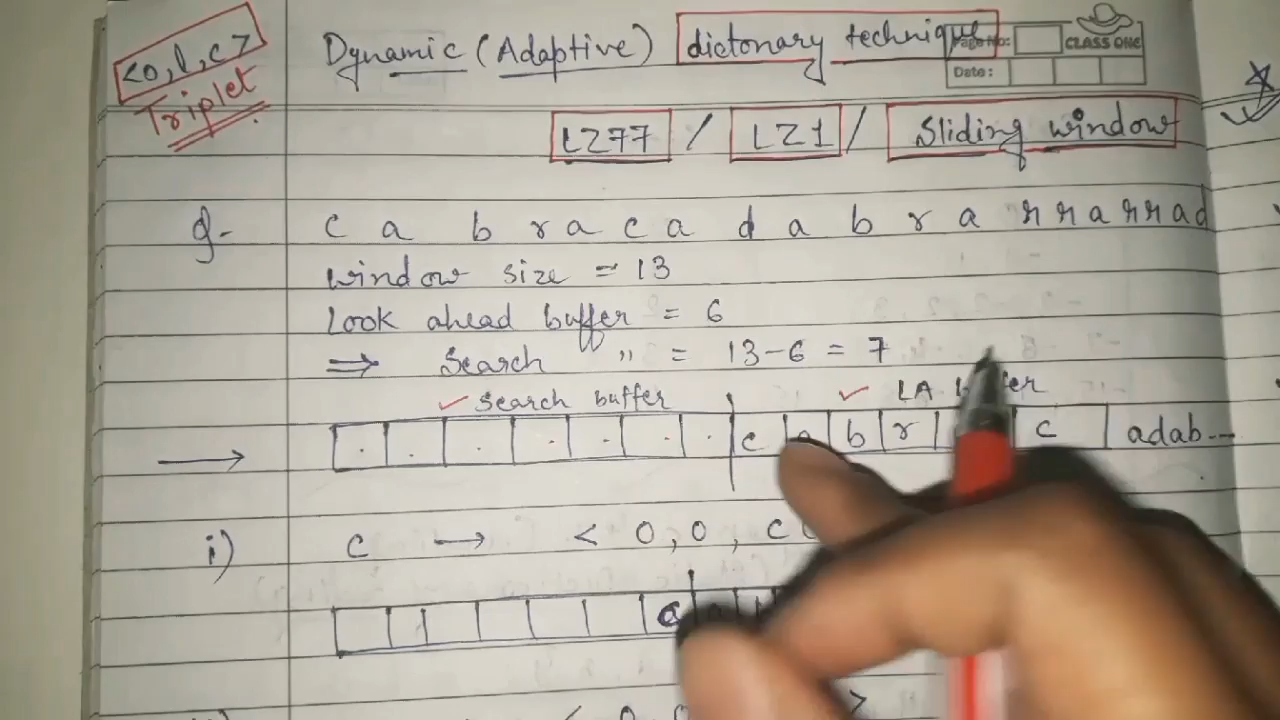 <o, l, c>
Triplet
Dynamic (Adaptive) dictonary technique
Page No:
CLASS ONE
Date:
LZ77 / LZ1 / Sliding window
Q- c a b r a c a d a b r a r r a r r a d
window size = 13
Look ahead buffer = 6
⇒ Search " = 13-6 = 7
✓ Search buffer ✓ LA
. . . . . . . c a b r c adab--
→
i) c → < 0, 0, c
a
>